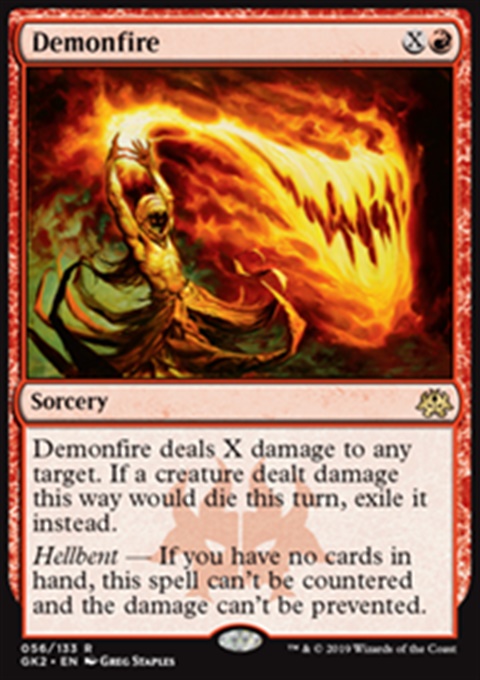 Demonfire X
Sorcery
Demonfire deals X damage to any
target. If a creature dealt damage
this way would die this turn, exile it
instead.
Hellbent — If you have no cards in
hand, this spell can't be countered
and the damage can't be prevented.
056/133 R
GK2 • EN Greg Staples
™ & © 2019 Wizards of the Coast